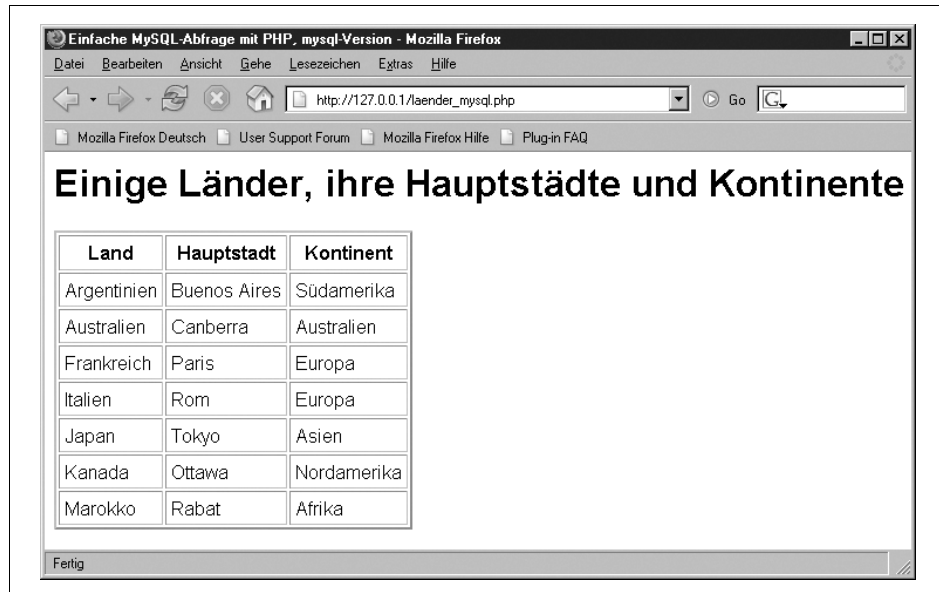 Einfache MySQL-Abfrage mit PHP, mysql-Version - Mozilla Firefox
Datei Bearbeiten Ansicht Gehe Lesezeichen Extras Hilfe
http://127.0.0.1/laender_mysql.php Go G
Mozilla Firefox Deutsch User Support Forum Mozilla Firefox Hilfe Plug-in FAQ
Einige Länder, ihre Hauptstädte und Kontinente
Land Hauptstadt Kontinent
Argentinien Buenos Aires Südamerika
Australien Canberra Australien
Frankreich Paris Europa
Italien Rom Europa
Japan Tokyo Asien
Kanada Ottawa Nordamerika
Marokko Rabat Afrika
Fertig